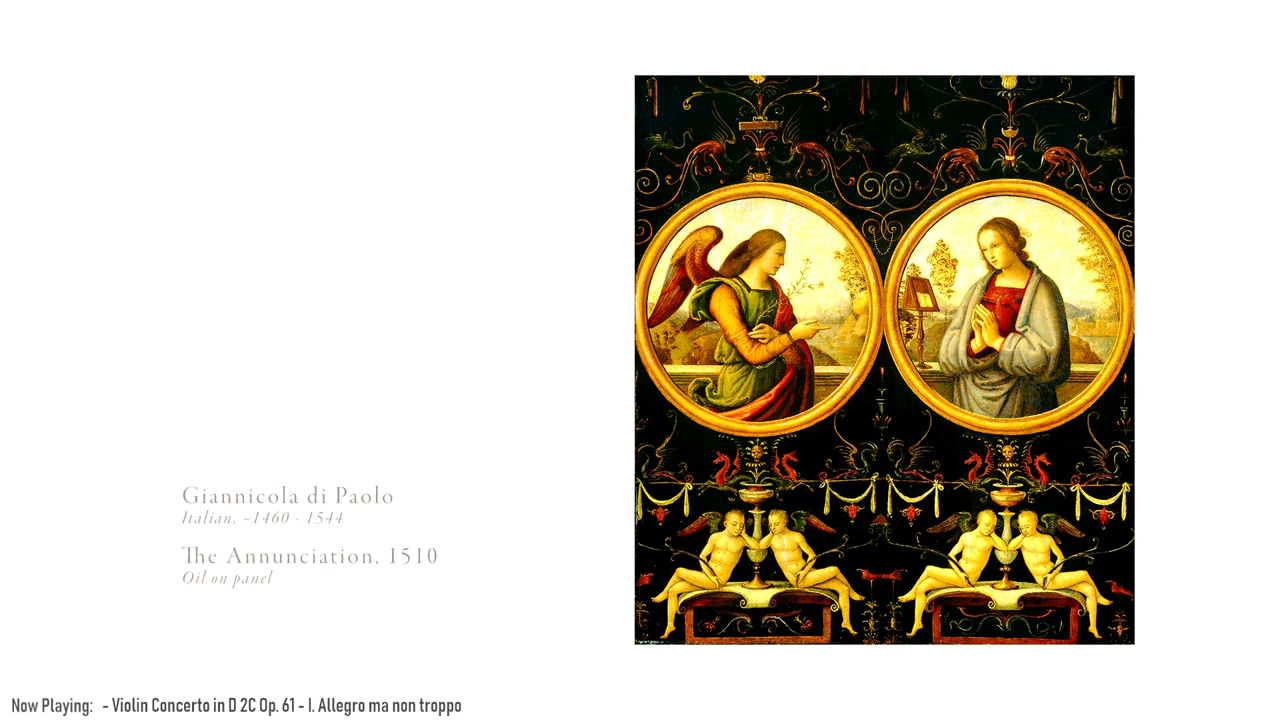 Giannicola di Paolo
Italian, ~1460 - 1544
The Annunciation, 1510
Oil on panel
Now Playing: - Violin Concerto in D 2C Op. 61 - I. Allegro ma non troppo